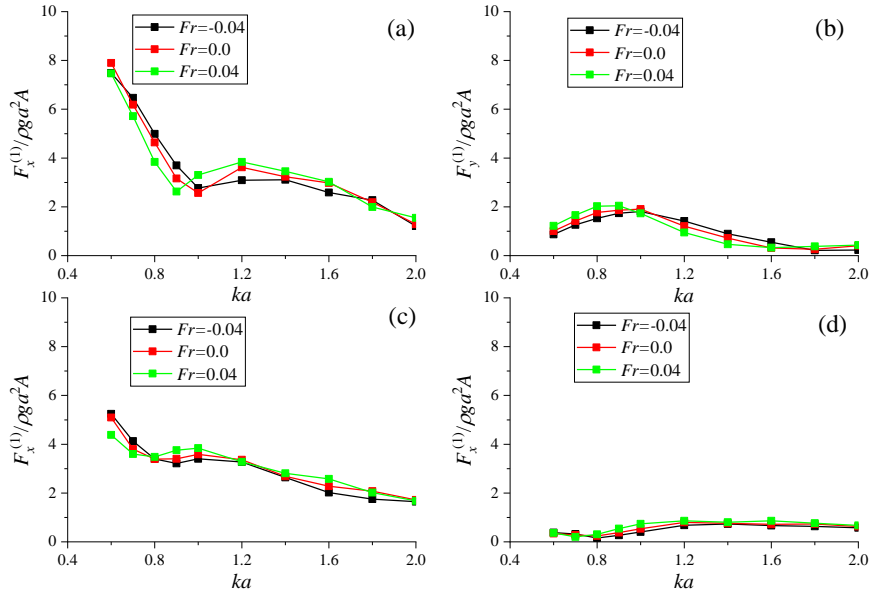 10
8
6
4
2
0
Fx(1)/ρga2A
Fr=-0.04
Fr=0.0
Fr=0.04
(a)
0.4 0.8 1.2 1.6 2.0
ka
10
8
6
4
2
0
Fy(1)/ρga2A
Fr=-0.04
Fr=0.0
Fr=0.04
(b)
0.4 0.8 1.2 1.6 2.0
ka
10
8
6
4
2
0
Fx(1)/ρga2A
Fr=-0.04
Fr=0.0
Fr=0.04
(c)
0.4 0.8 1.2 1.6 2.0
ka
10
8
6
4
2
0
Fx(1)/ρga2A
Fr=-0.04
Fr=0.0
Fr=0.04
(d)
0.4 0.8 1.2 1.6 2.0
ka